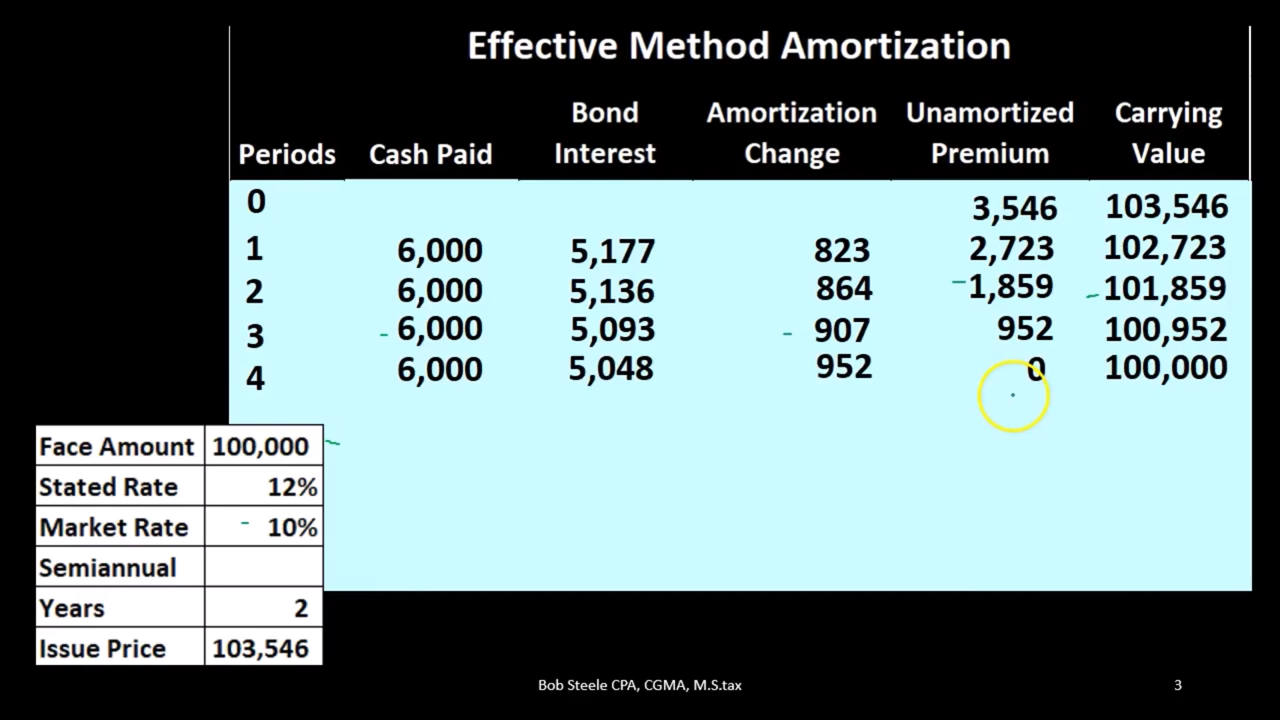 Effective Method Amortization
Periods Cash Paid Bond Interest Amortization Change Unamortized Premium Carrying Value
0 3,546 103,546
1 6,000 5,177 823 2,723 102,723
2 6,000 5,136 864 1,859 101,859
3 6,000 5,093 907 952 100,952
4 6,000 5,048 952 0 100,000
Face Amount 100,000
Stated Rate 12%
Market Rate 10%
Semiannual
Years 2
Issue Price 103,546
Bob Steele CPA, CGMA, M.S.tax 3